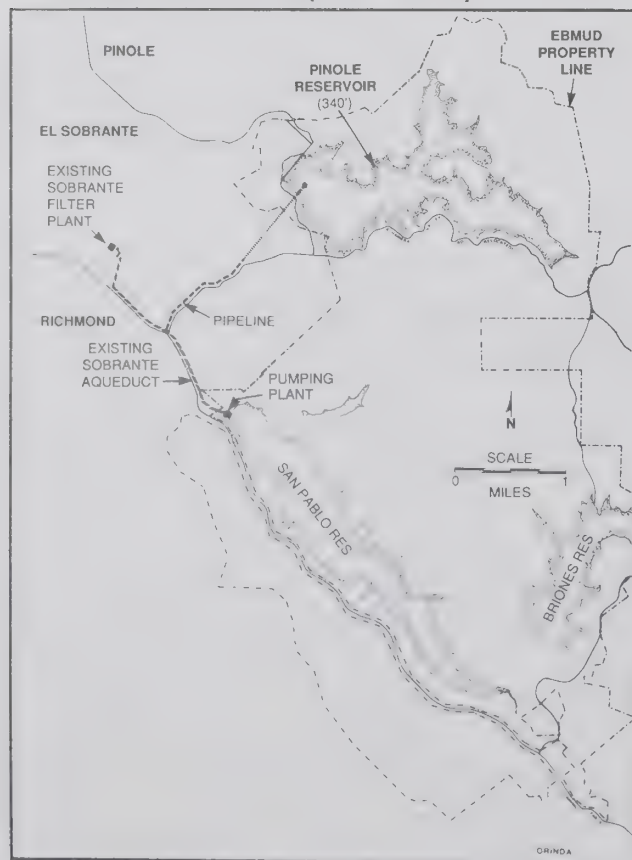 PINOLE
EBMUD
PROPERTY
LINE
PINOLE
RESERVOIR
(340')
EL SOBRANTE
EXISTING
SOBRANTE
FILTER
PLANT
RICHMOND
PIPELINE
EXISTING
SOBRANTE
AQUEDUCT
PUMPING
PLANT
N
SCALE
0 1
MILES
SAN PABLO RES
BRIONES RES
ORINDA